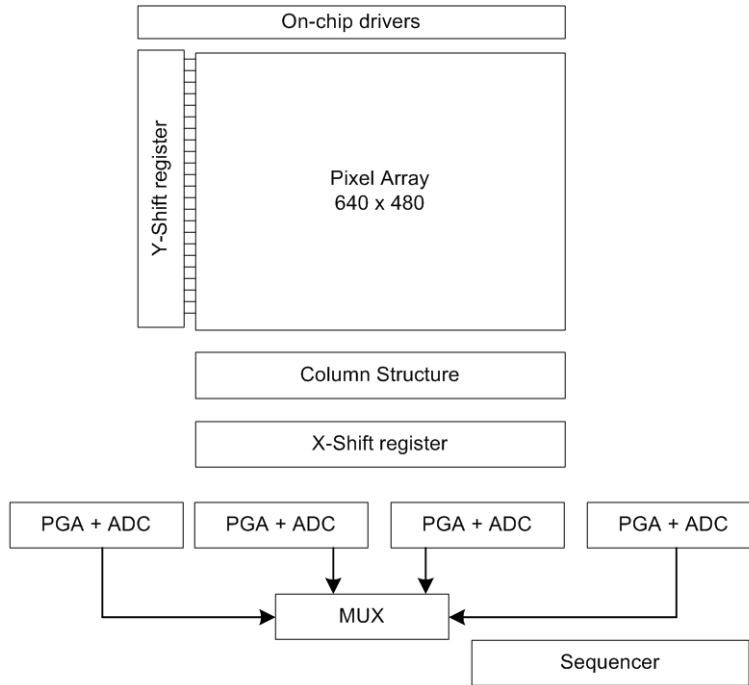 On-chip drivers
Y-Shift register
Pixel Array
640 x 480
Column Structure
X-Shift register
PGA + ADC
PGA + ADC
PGA + ADC
PGA + ADC
MUX
Sequencer